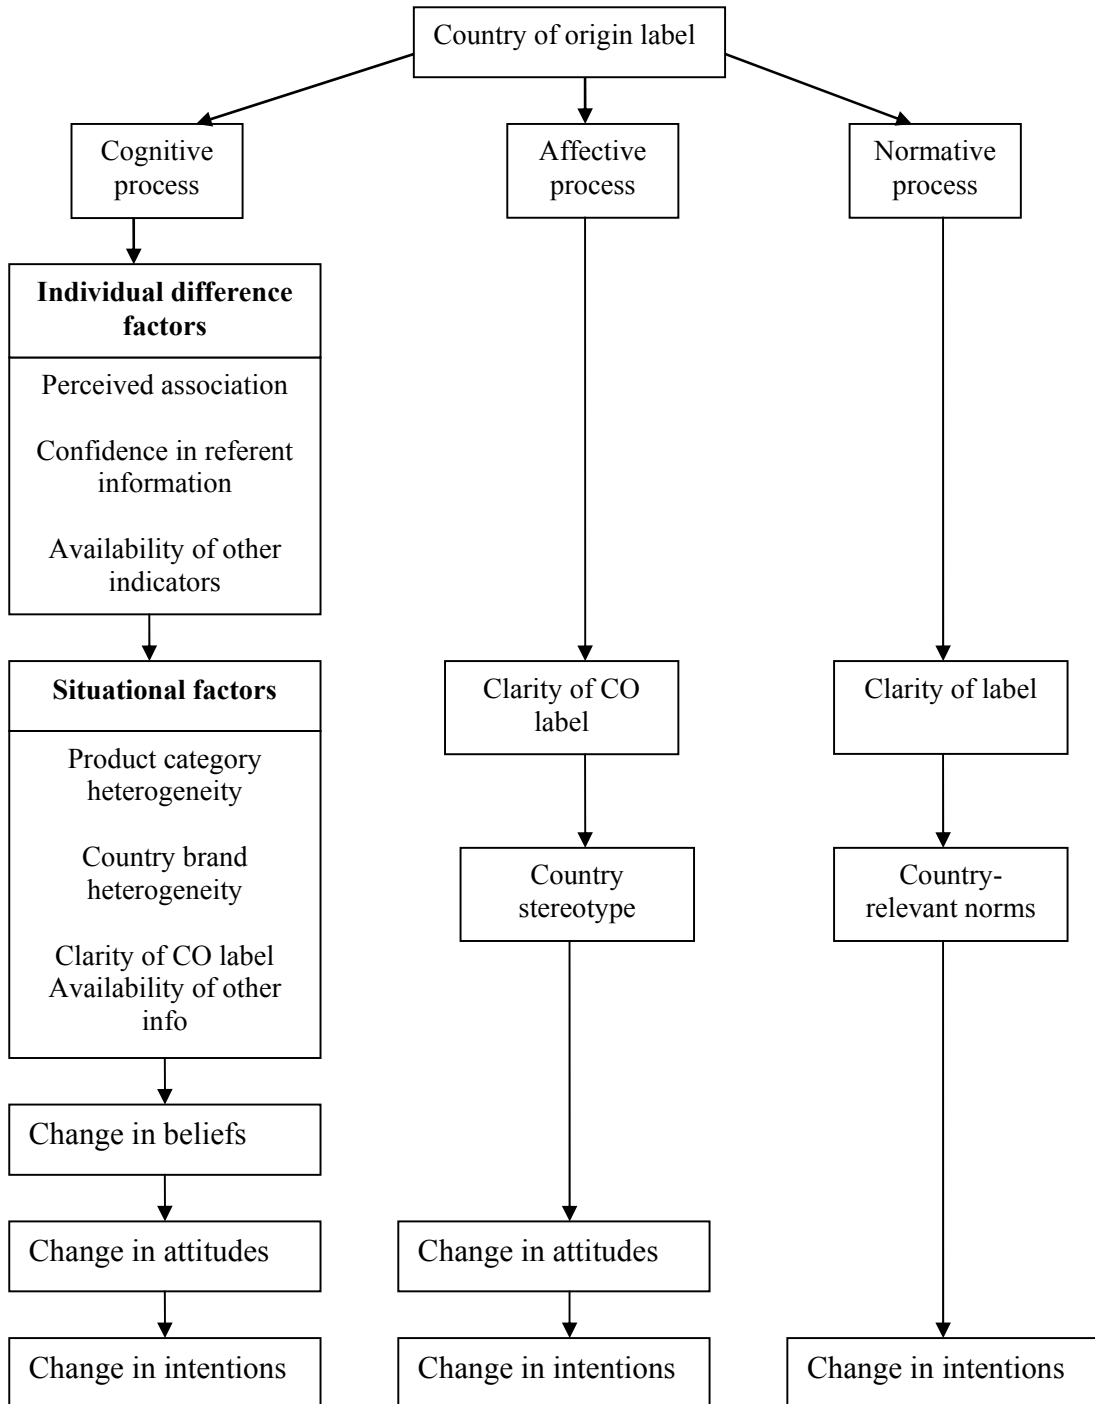 Country of origin label
Cognitive
process
Affective
process
Normative
process
Individual difference
factors
Perceived association
Confidence in referent
information
Availability of other
indicators
Situational factors
Product category
heterogeneity
Country brand
heterogeneity
Clarity of CO label
Availability of other
info
Clarity of CO
label
Clarity of label
Country
stereotype
Country-
relevant norms
Change in beliefs
Change in attitudes
Change in attitudes
Change in intentions
Change in intentions
Change in intentions